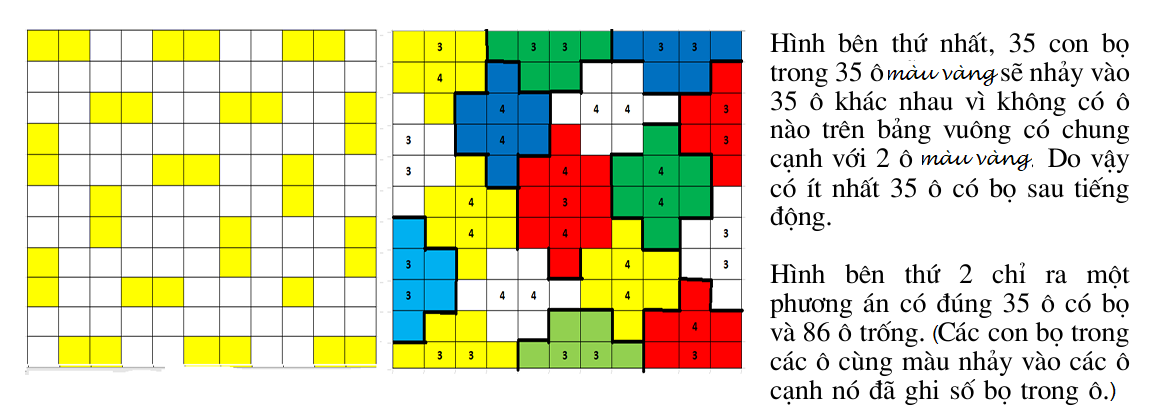 3 3 3 3 3
4
4 4 4 3
3 4 3
3 4 4
4 3 4
4 4 3
3 4 3
3 4 4 4
4
3 3 3 3 3
Hình bên thứ nhất, 35 con bọ
trong 35 ô màu vàng sẽ nhảy vào
35 ô khác nhau vì không có ô
nào trên bảng vuông có chung
cạnh với 2 ô màu vàng. Do vậy
có ít nhất 35 ô có bọ sau tiếng
động.
Hình bên thứ 2 chỉ ra một
phương án có đúng 35 ô có bọ
và 86 ô trống. (Các con bọ trong
các ô cùng màu nhảy vào các ô
cạnh nó đã ghi số bọ trong ô.)